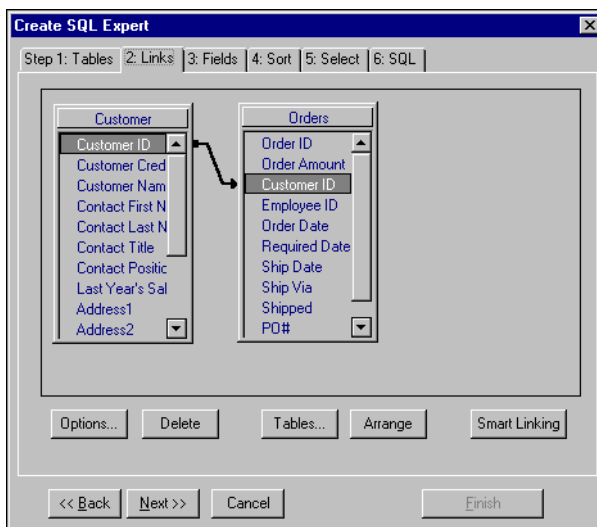 Create SQL Expert
Step 1: Tables 2: Links 3: Fields 4: Sort 5: Select 6: SQL
Customer
Customer ID
Customer Cred
Customer Nam
Contact First N
Contact Last N
Contact Title
Contact Positic
Last Year's Sal
Address1
Address2
Orders
Order ID
Order Amount
Customer ID
Employee ID
Order Date
Required Date
Ship Date
Ship Via
Shipped
PO#
Options... Delete Tables... Arrange Smart Linking
<< Back Next >> Cancel Finish